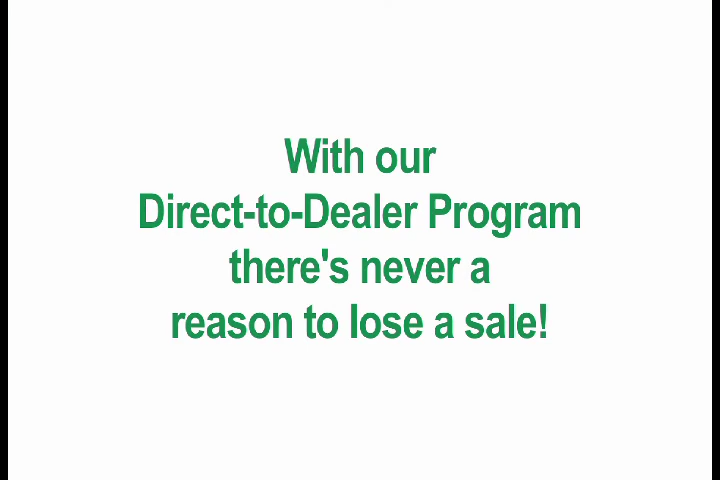 With our
Direct-to-Dealer Program
there's never a
reason to lose a sale!